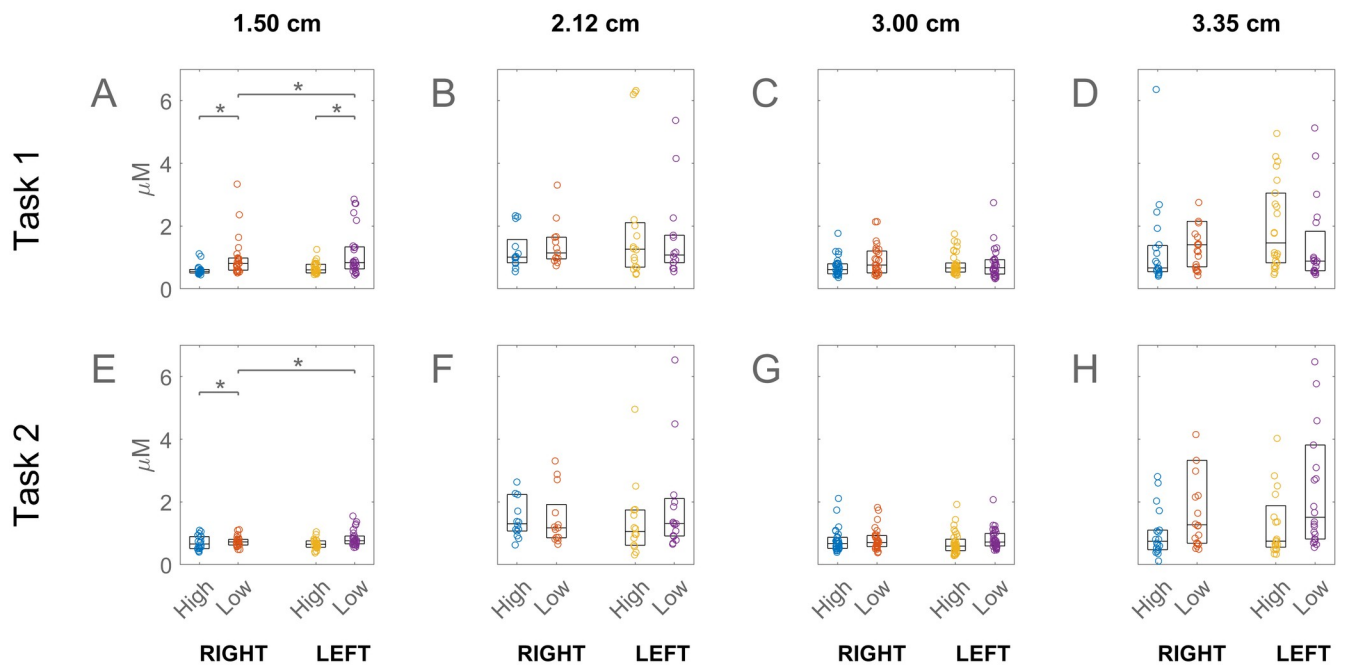 1.50 cm 2.12 cm 3.00 cm 3.35 cm
Task 1
A B C D
* *
* *
6
4
2
0
μM
Task 2
E F G H
*
*
6
4
2
0
μM
High Low High Low High Low High Low High Low High Low High Low High Low
RIGHT LEFT RIGHT LEFT RIGHT LEFT RIGHT LEFT